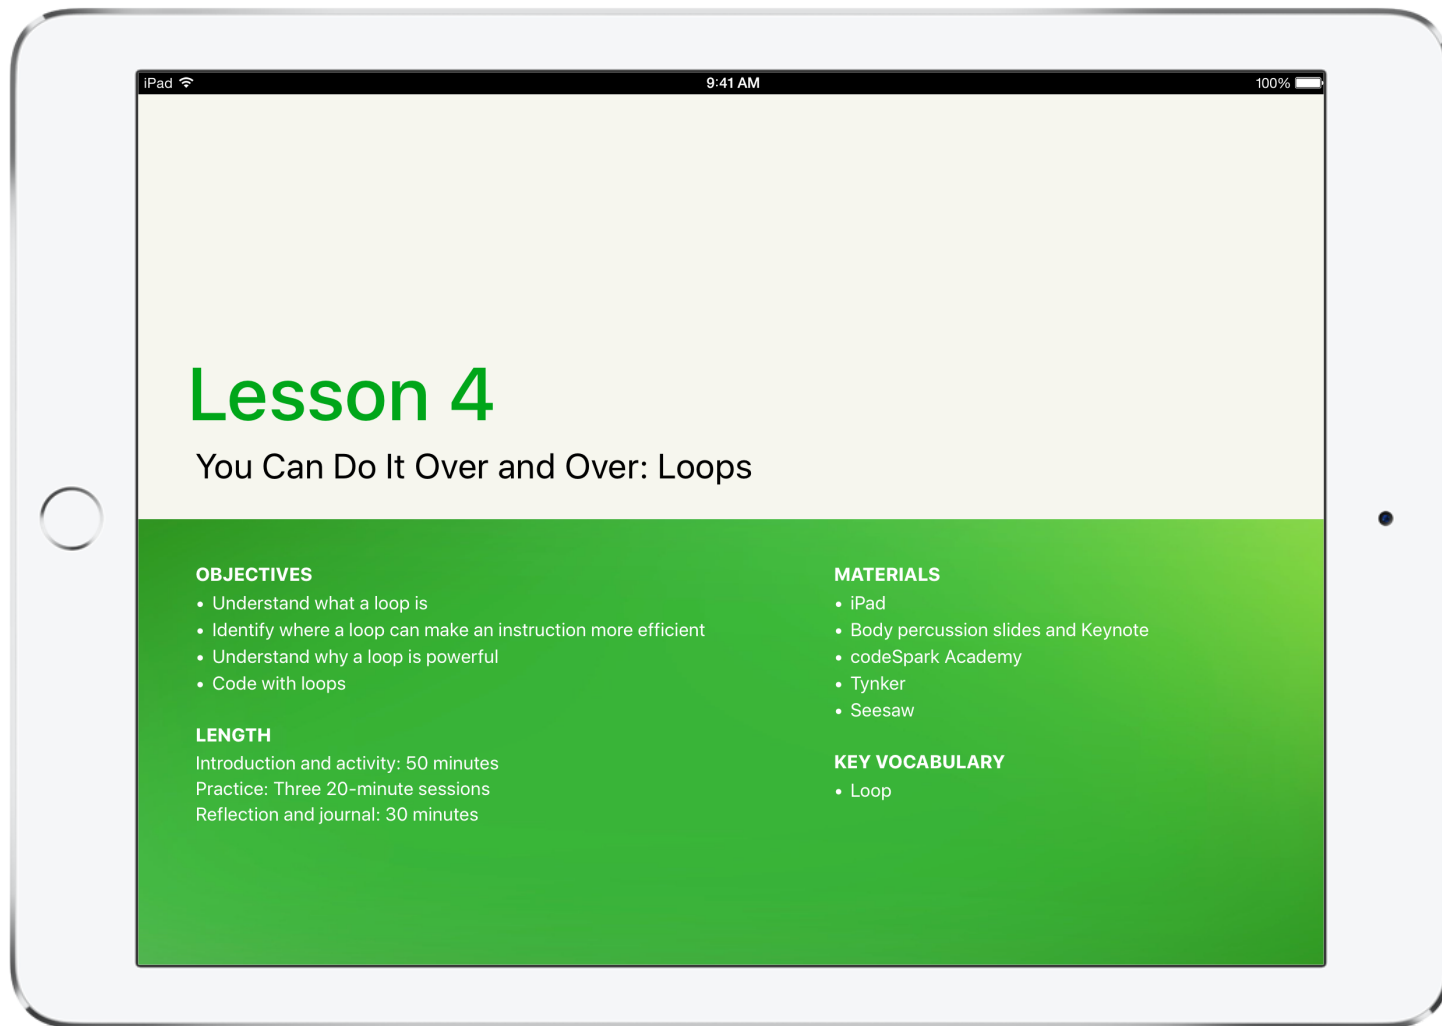 iPad 9:41 AM 100%
Lesson 4
You Can Do It Over and Over: Loops
OBJECTIVES
• Understand what a loop is
• Identify where a loop can make an instruction more efficient
• Understand why a loop is powerful
• Code with loops
LENGTH
Introduction and activity: 50 minutes
Practice: Three 20-minute sessions
Reflection and journal: 30 minutes
MATERIALS
• iPad
• Body percussion slides and Keynote
• codeSpark Academy
• Tynker
• Seesaw
KEY VOCABULARY
• Loop